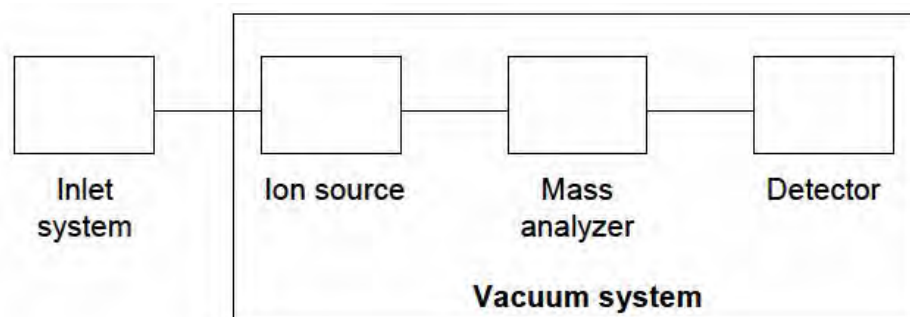 Inlet
system
Ion source
Mass
analyzer
Detector
Vacuum system